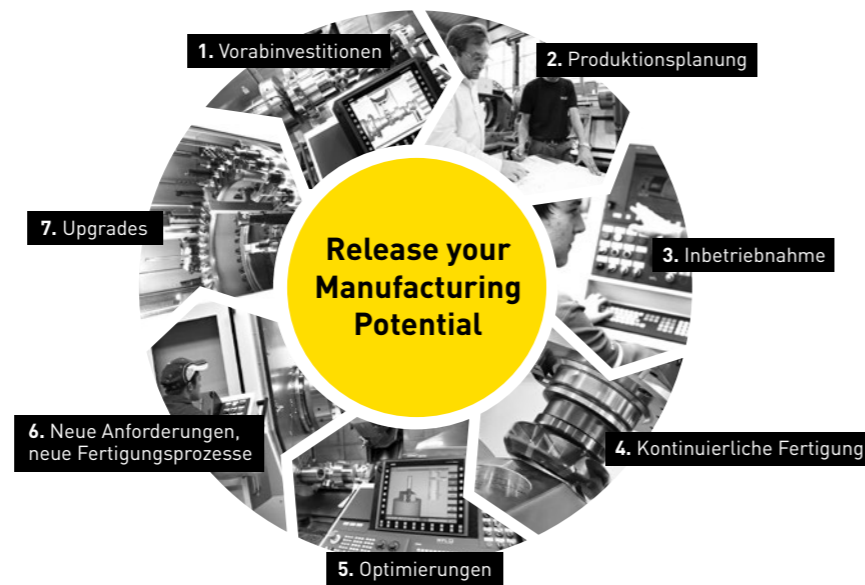 1. Vorabinvestitionen
2. Produktionsplanung
3. Inbetriebnahme
4. Kontinuierliche Fertigung
5. Optimierungen
6. Neue Anforderungen,
neue Fertigungsprozesse
7. Upgrades
Release your
Manufacturing
Potential